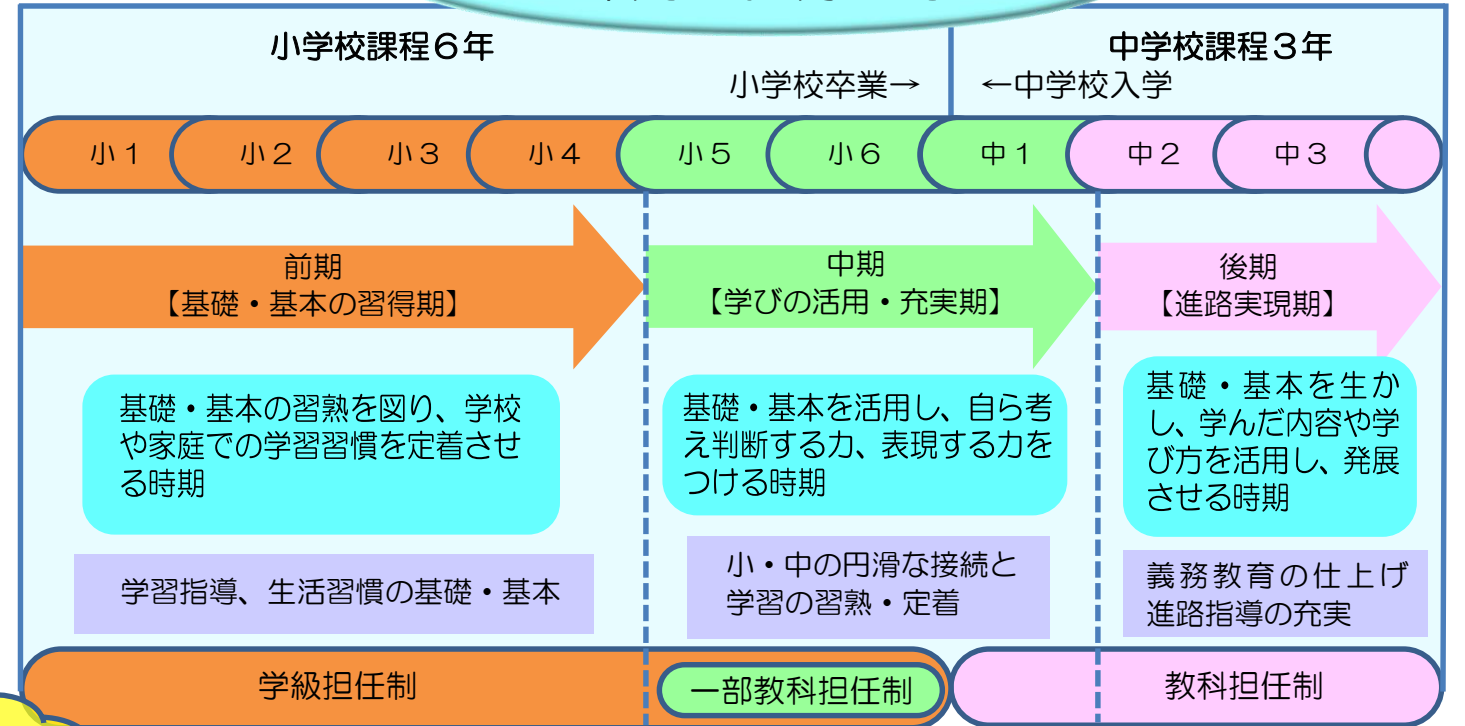 小学校課程６年
中学校課程３年
小学校卒業→
←中学校入学
小１
小２
小３
小４
小５
小６
中１
中２
中３
前期
【基礎・基本の習得期】
中期
【学びの活用・充実期】
後期
【進路実現期】
基礎・基本の習熟を図り、学校
や家庭での学習習慣を定着させ
る時期
基礎・基本を活用し、自ら考
え判断する力、表現する力を
つける時期
基礎・基本を生か
し、学んだ内容や学
び方を活用し、発展
させる時期
学習指導、生活習慣の基礎・基本
小・中の円滑な接続と
学習の習熟・定着
義務教育の仕上げ
進路指導の充実
学級担任制
一部教科担任制
教科担任制